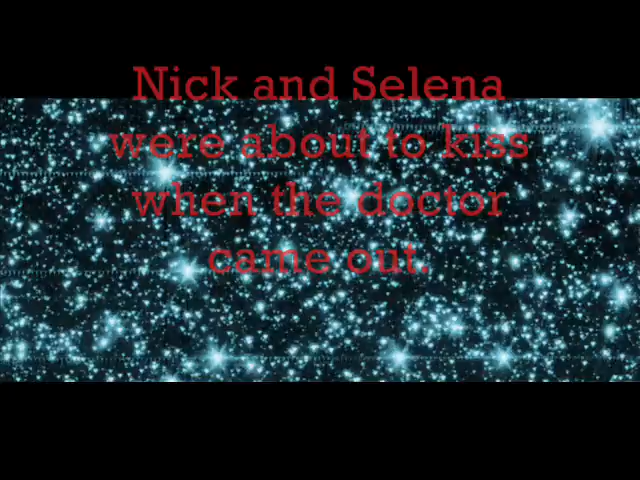 Nick and Selena
were about to kiss
when the doctor
came out.